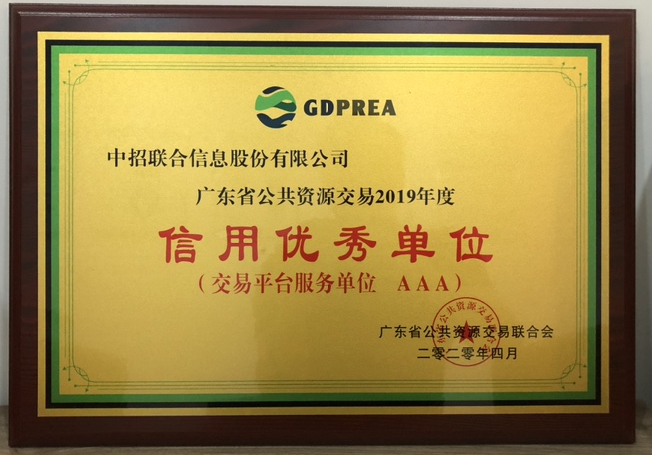 GDPREA
中招联合信息股份有限公司
广东省公共资源交易2019年度
信用优秀单位
（交易平台服务单位 AAA）
广东省公共资源交易联合会
二零二零年四月